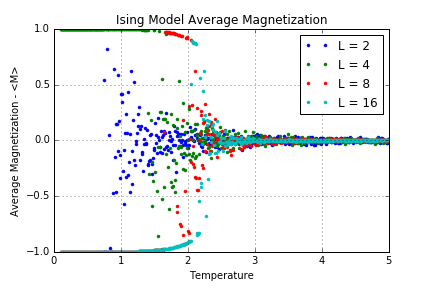 Ising Model Average Magnetization
1.0
0.5
0.0
−0.5
−1.0
Average Magnetization - <M>
L = 2
L = 4
L = 8
L = 16
0 1 2 3 4 5
Temperature